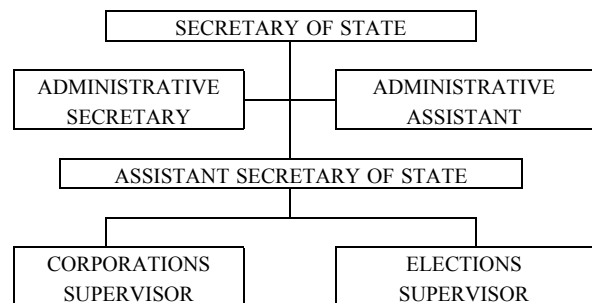 SECRETARY OF STATE
ADMINISTRATIVE
SECRETARY
ADMINISTRATIVE
ASSISTANT
ASSISTANT SECRETARY OF STATE
CORPORATIONS
SUPERVISOR
ELECTIONS
SUPERVISOR